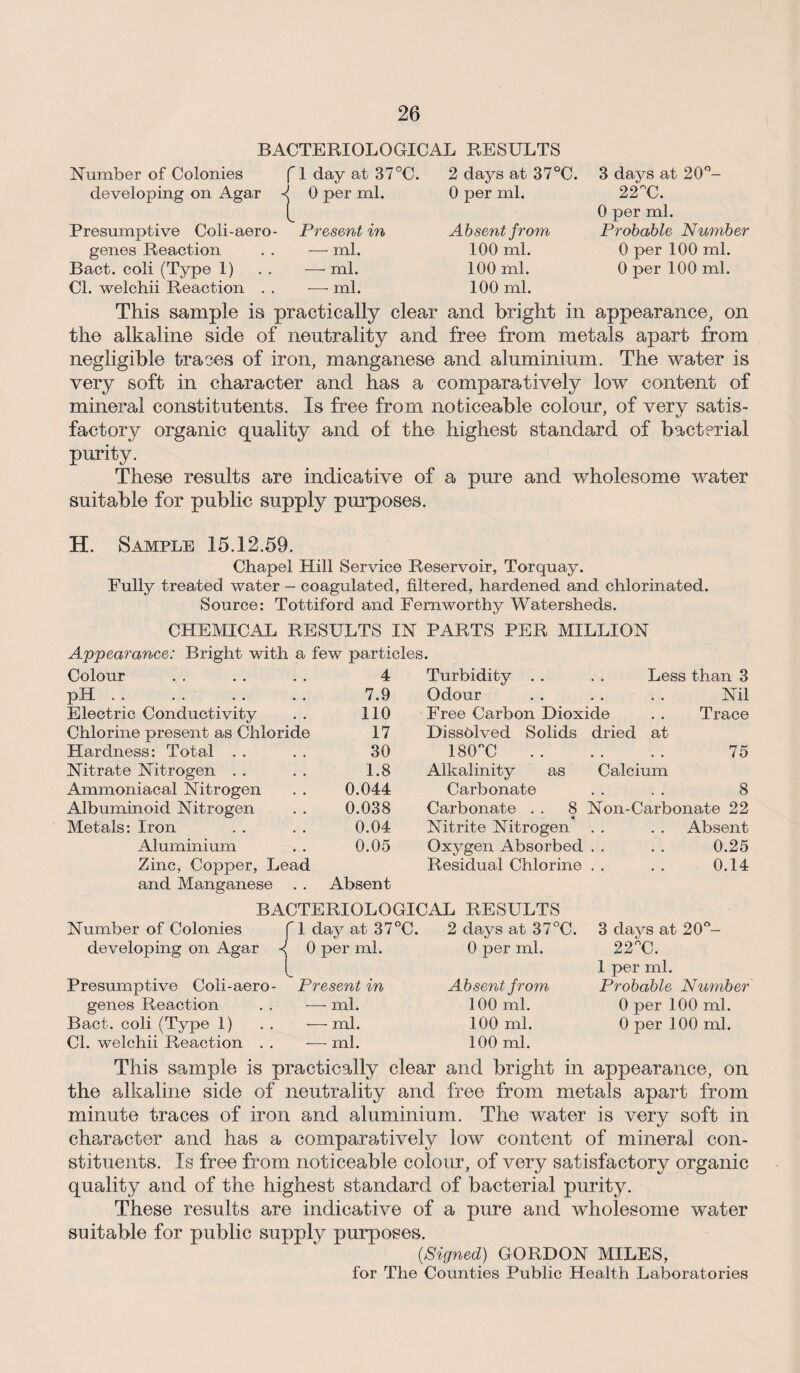 26
BACTERIOLOGICAL RESULTS
Number of Colonies { 1 day at 37°C. 2 days at 37°C. 3 days at 20°–
developing on Agar 0 per ml. 0 per ml. 22°C.
0 per ml.
Presumptive Coli-aero- Present in Absent from Probable Number
genes Reaction . . — ml. 100 ml. 0 per 100 ml.
Bact. coli (Type 1) . . — ml. 100 ml. 0 per 100 ml.
Cl. welchii Reaction . . — ml. 100 ml.
This sample is practically clear and bright in appearance, on
the alkaline side of neutrality and free from metals apart from
negligible traces of iron, manganese and aluminium. The water is
very soft in character and has a comparatively low content of
mineral constitutents. Is free from noticeable colour, of very satis-
factory organic quality and of the highest standard of bacterial
purity.
These results are indicative of a pure and wholesome water
suitable for public supply purposes.
H. Sample 15.12.59.
Chapel Hill Service Reservoir, Torquay.
Fully treated water – coagulated, filtered, hardened and chlorinated.
Source: Tottiford and Fernworthy Watersheds.
CHEMICAL RESULTS IN PARTS PER MILLION
Appearance: Bright with a few particles.
Colour . . . . . . 4 Turbidity . . . . Less than 3
pH . . . . . . . . 7.9 Odour . . . . . . Nil
Electric Conductivity . . 110 Free Carbon Dioxide . . Trace
Chlorine present as Chloride 17 Dissolved Solids dried at
Hardness: Total . . . . 30 180°C . . . . . . 75
Nitrate Nitrogen . . . . 1.8 Alkalinity as Calcium
Ammoniacal Nitrogen . . 0.044 Carbonate . . . . 8
Albuminoid Nitrogen . . 0.038 Carbonate . . 8 Non-Carbonate 22
Metals: Iron . . . . 0.04 Nitrite Nitrogen . . . . Absent
Aluminium . . 0.05 Oxygen Absorbed . . . . 0.25
Zinc, Copper, Lead Residual Chlorine . . . . 0.14
and Manganese . . Absent
BACTERIOLOGICAL RESULTS
Number of Colonies { 1 day at 37°C. 2 days at 37°C. 3 days at 20°–
developing on Agar 0 per ml. 0 per ml. 22°C.
1 per ml.
Presumptive Coli-aero- Present in Absent from Probable Number
genes Reaction . . — ml. 100 ml. 0 per 100 ml.
Bact. coli (Type 1) . . — ml. 100 ml. 0 per 100 ml.
Cl. welchii Reaction . . — ml. 100 ml.
This sample is practically clear and bright in appearance, on
the alkaline side of neutrality and free from metals apart from
minute traces of iron and aluminium. The water is very soft in
character and has a comparatively low content of mineral con-
stituents. Is free from noticeable colour, of very satisfactory organic
quality and of the highest standard of bacterial purity.
These results are indicative of a pure and wholesome water
suitable for public supply purposes.
(Signed) GORDON MILES,
for The Counties Public Health Laboratories